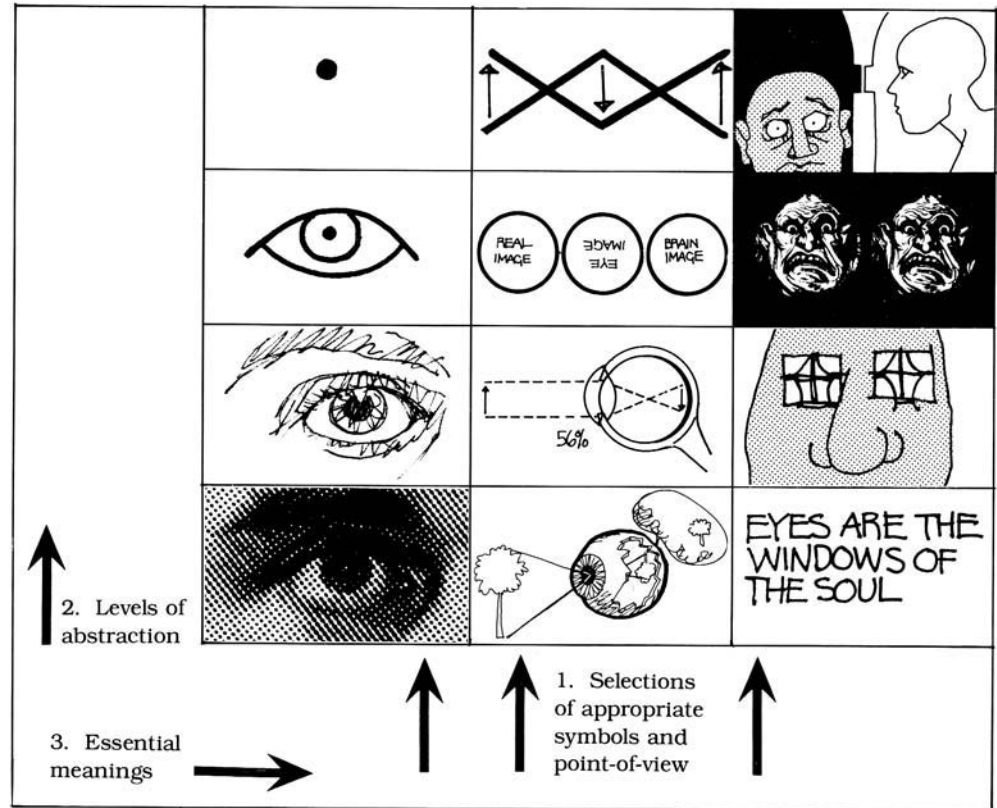 REAL
IMAGE
EYE
IMAGE
BRAIN
IMAGE
56%
EYES ARE THE
WINDOWS OF
THE SOUL
2. Levels of
abstraction
1. Selections
of appropriate
symbols and
point-of-view
3. Essential
meanings